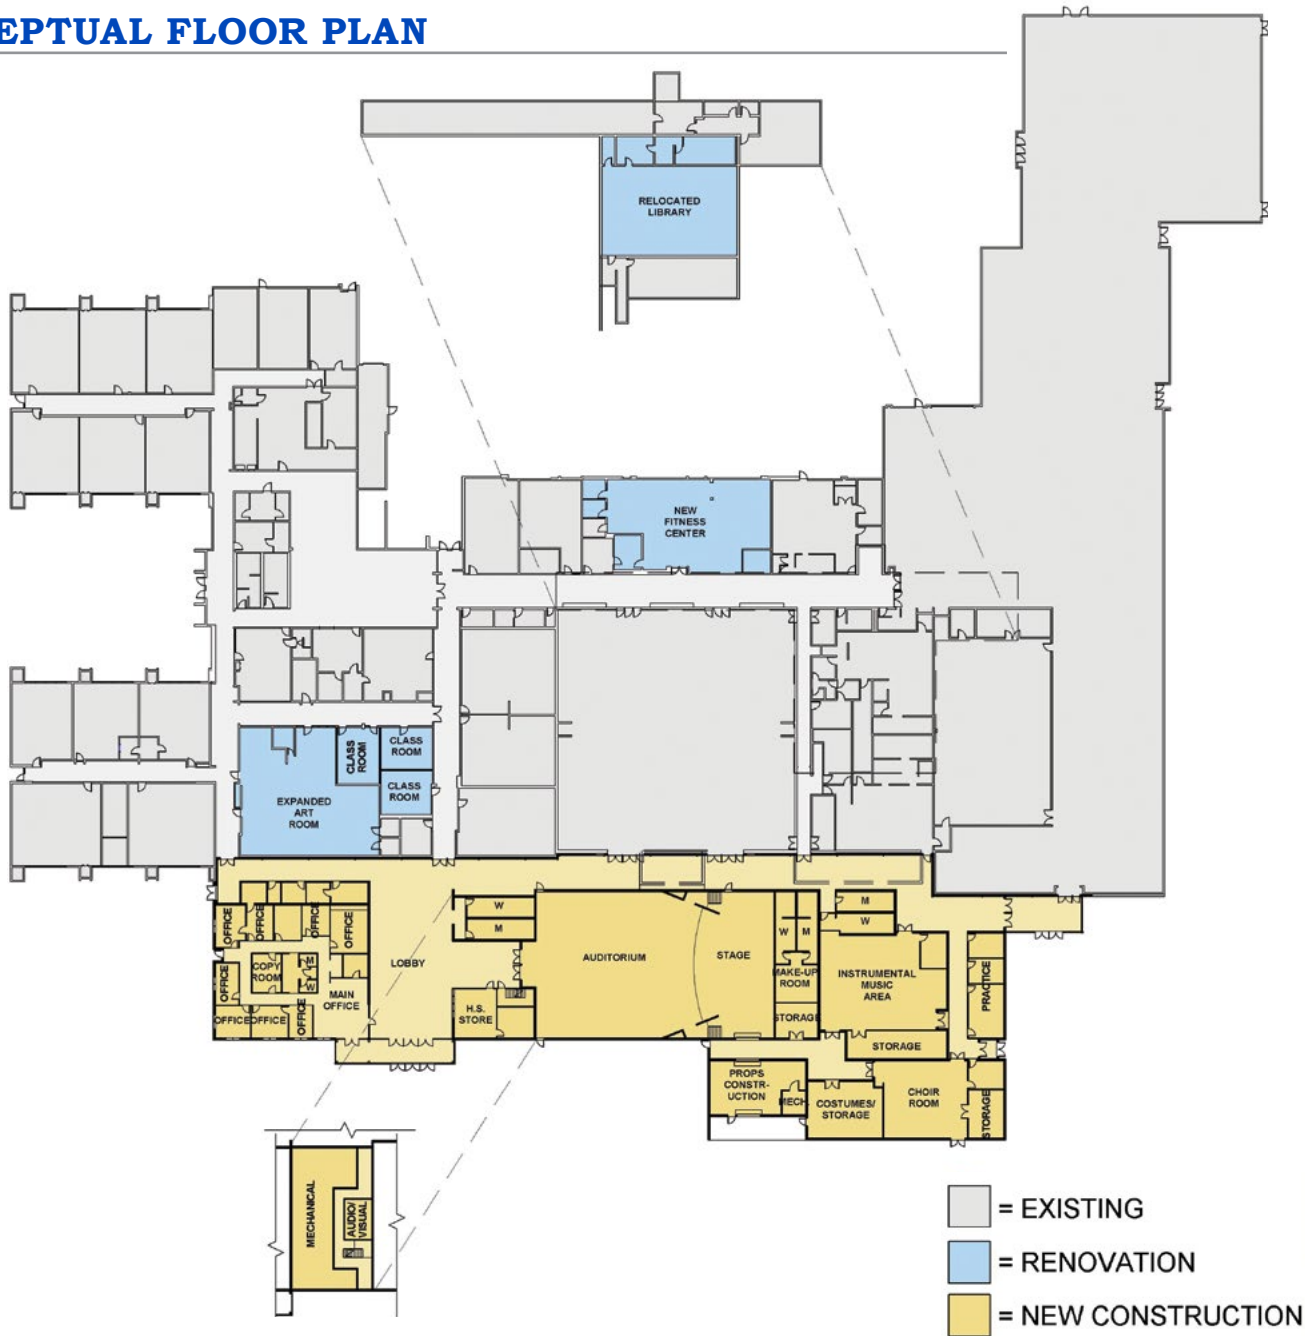 EPTUAL FLOOR PLAN
RELOCATED
LIBRARY
NEW
FITNESS
CENTER
CLASS
ROOM
CLASS
ROOM
CLASS
ROOM
EXPANDED
ART
ROOM
OFFICE
OFFICE
OFFICE
OFFICE
W
M
M
W
W
M
LOBBY
AUDITORIUM
STAGE
OFFICE
COPY
ROOM
M
W
MAIN
OFFICE
MAKE-UP
ROOM
INSTRUMENTAL
MUSIC
AREA
PRACTICE
H.S.
STORE
OFFICE
OFFICE
OFFICE
STORAGE
STORAGE
PROPS
CONSTR-
UCTION
MECH.
COSTUMES/
STORAGE
CHOIR
ROOM
STORAGE
MECHANICAL
AUDIO/
VISUAL
= EXISTING
= RENOVATION
= NEW CONSTRUCTION